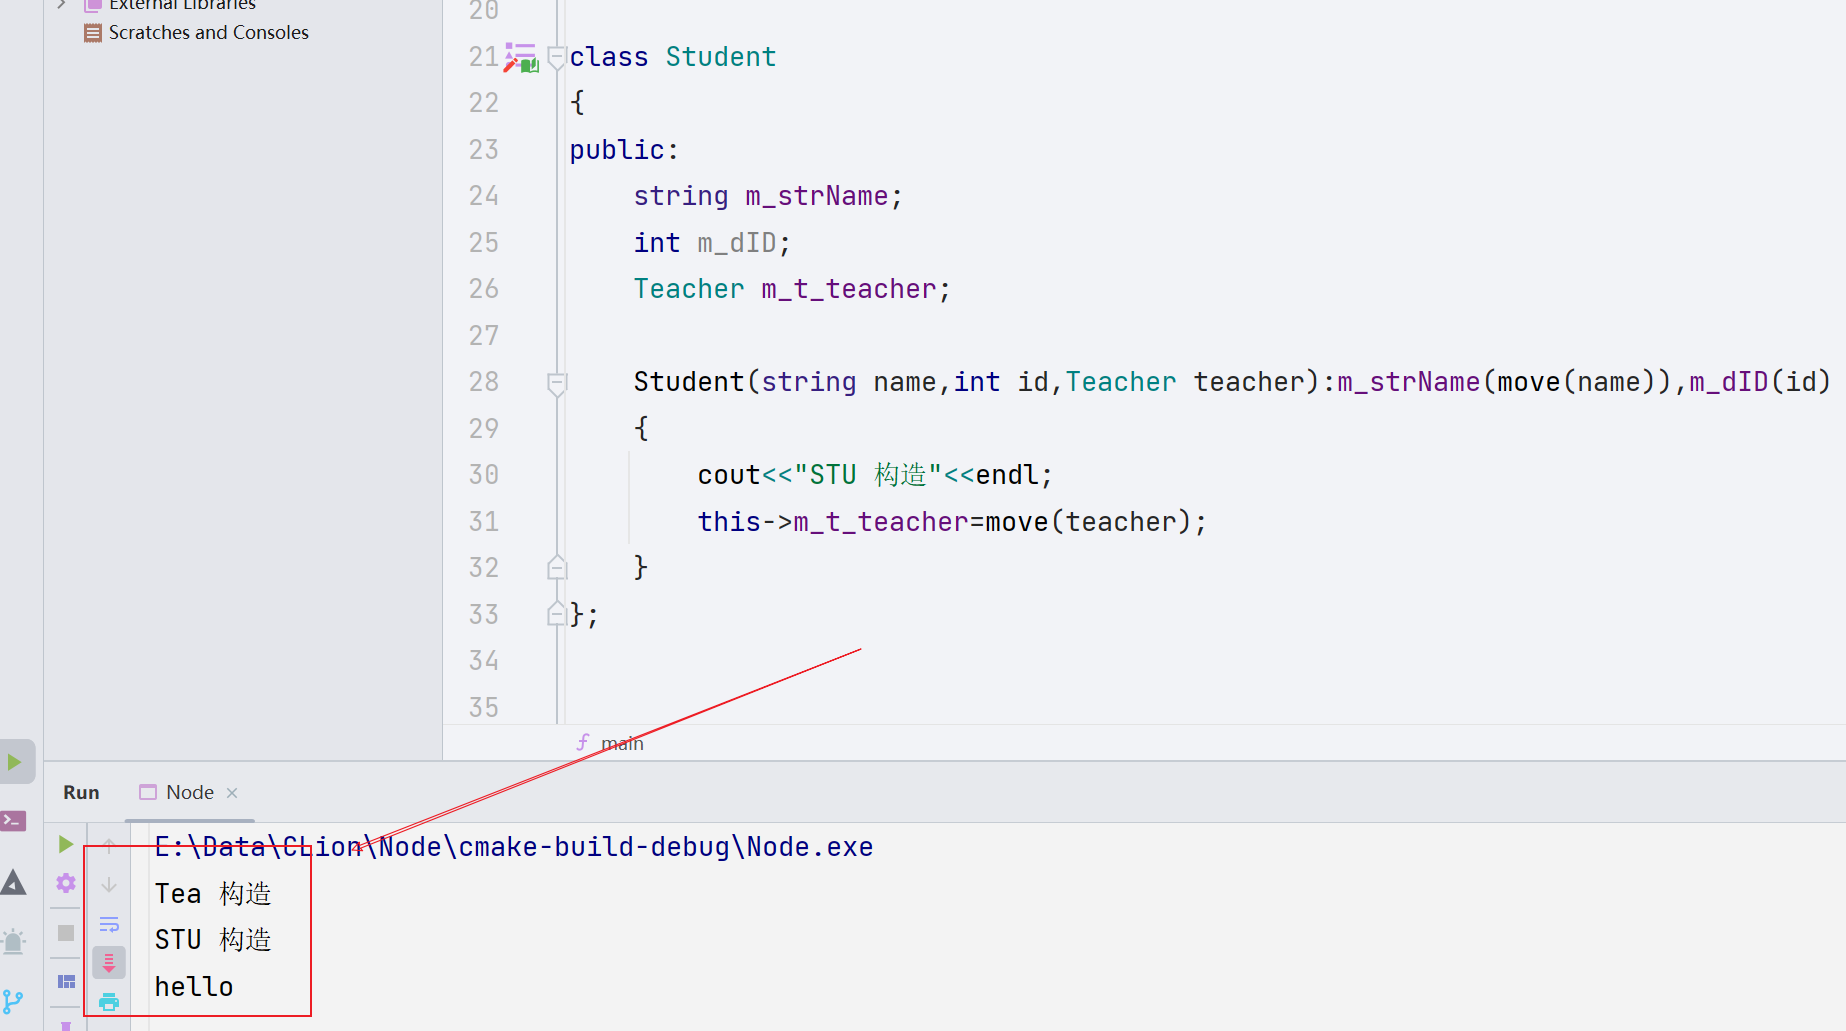 External Libraries
Scratches and Consoles
20
21 class Student
22 {
23 public:
24 string m_strName;
25 int m_dID;
26 Teacher m_t_teacher;
27
28 Student(string name,int id,Teacher teacher):m_strName(move(name)),m_dID(id)
29 {
30 cout<<"STU 构造"<<endl;
31 this->m_t_teacher=move(teacher);
32 }
33 };
34
35
f main
Run Node ×
E:\Data\CLion\Node\cmake-build-debug\Node.exe
Tea 构造
STU 构造
hello